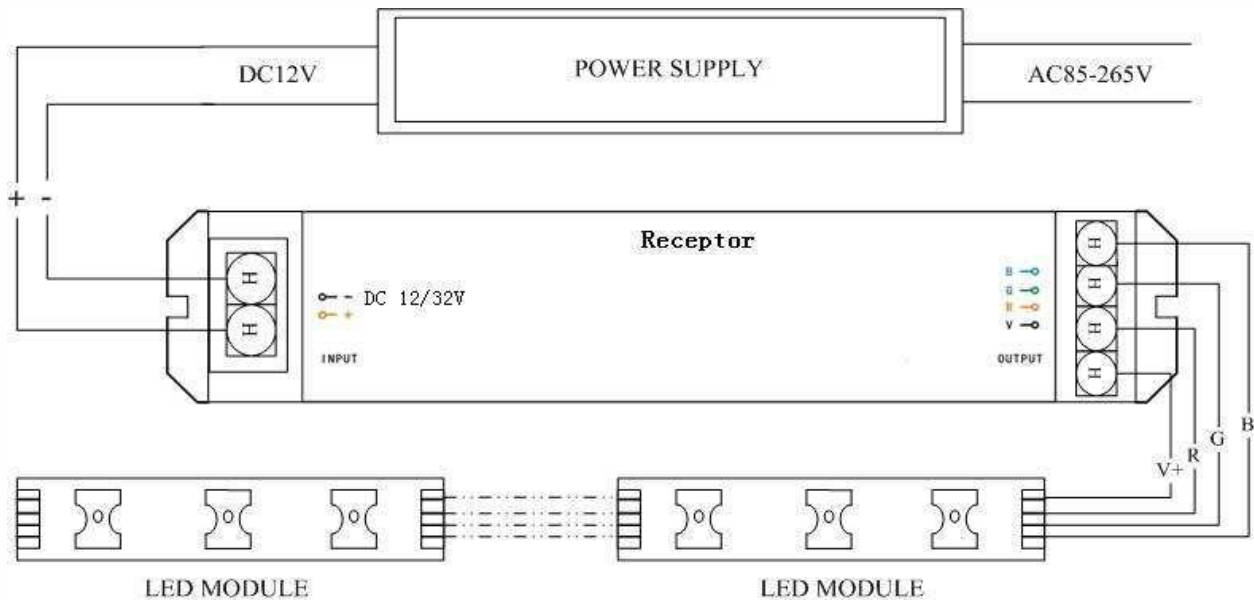 DC12V
POWER SUPPLY
AC85-265V
+ -
Receptor
H
H
- DC 12/32V
+
INPUT
B
G
R
V
OUTPUT
H
H
H
H
V+
R
G
B
LED MODULE
LED MODULE